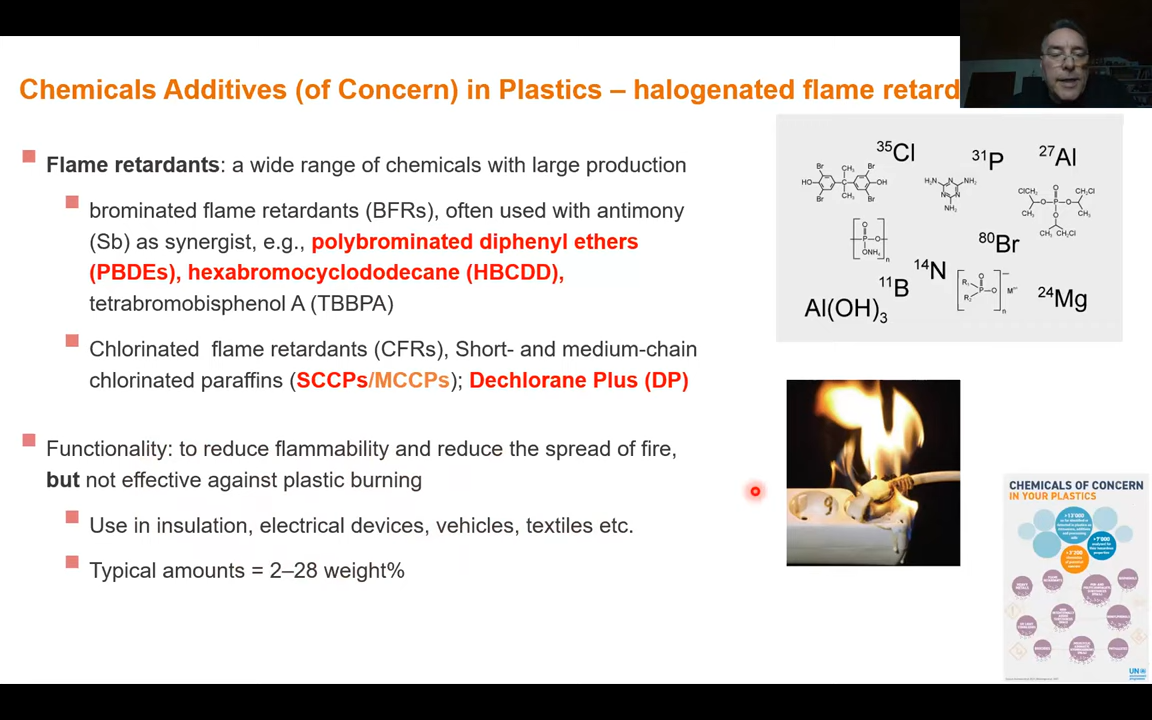 Chemicals Additives (of Concern) in Plastics – halogenated flame retard
Flame retardants: a wide range of chemicals with large production
brominated flame retardants (BFRs), often used with antimony
(Sb) as synergist, e.g., polybrominated diphenyl ethers
(PBDEs), hexabromocyclododecane (HBCDD),
tetrabromobisphenol A (TBBPA)
Chlorinated flame retardants (CFRs), Short- and medium-chain
chlorinated paraffins (SCCPs/MCCPs); Dechlorane Plus (DP)
Functionality: to reduce flammability and reduce the spread of fire,
but not effective against plastic burning
Use in insulation, electrical devices, vehicles, textiles etc.
Typical amounts = 2–28 weight%
35Cl
31P
27Al
80Br
14N
11B
24Mg
Al(OH)3
CHEMICALS OF CONCERN
IN YOUR PLASTICS
UN